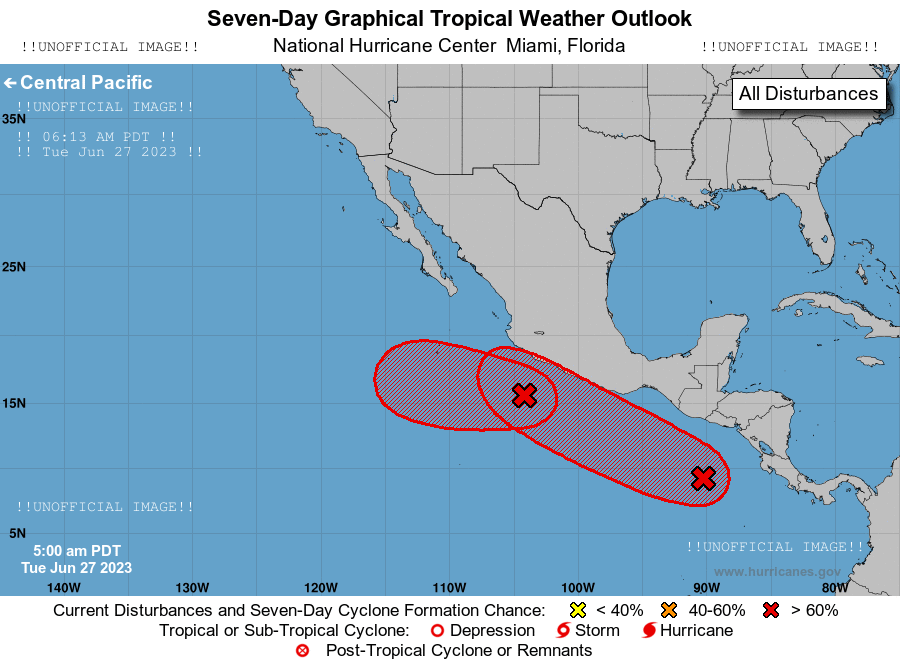 Seven-Day Graphical Tropical Weather Outlook
!!UNOFFICIAL IMAGE!! National Hurricane Center Miami, Florida !!UNOFFICIAL IMAGE!!
← Central Pacific
All Disturbances
!!UNOFFICIAL IMAGE!!
35N
!! 06:13 AM PDT !!
!! Tue Jun 27 2023 !!
25N
15N
!!UNOFFICIAL IMAGE!!
5N
5:00 am PDT
Tue Jun 27 2023
!!UNOFFICIAL IMAGE!!
www.hurricanes.gov
140W 130W 120W 110W 100W 90W 80W
Current Disturbances and Seven-Day Cyclone Formation Chance: < 40% 40-60% > 60%
Tropical or Sub-Tropical Cyclone: Depression Storm Hurricane
Post-Tropical Cyclone or Remnants